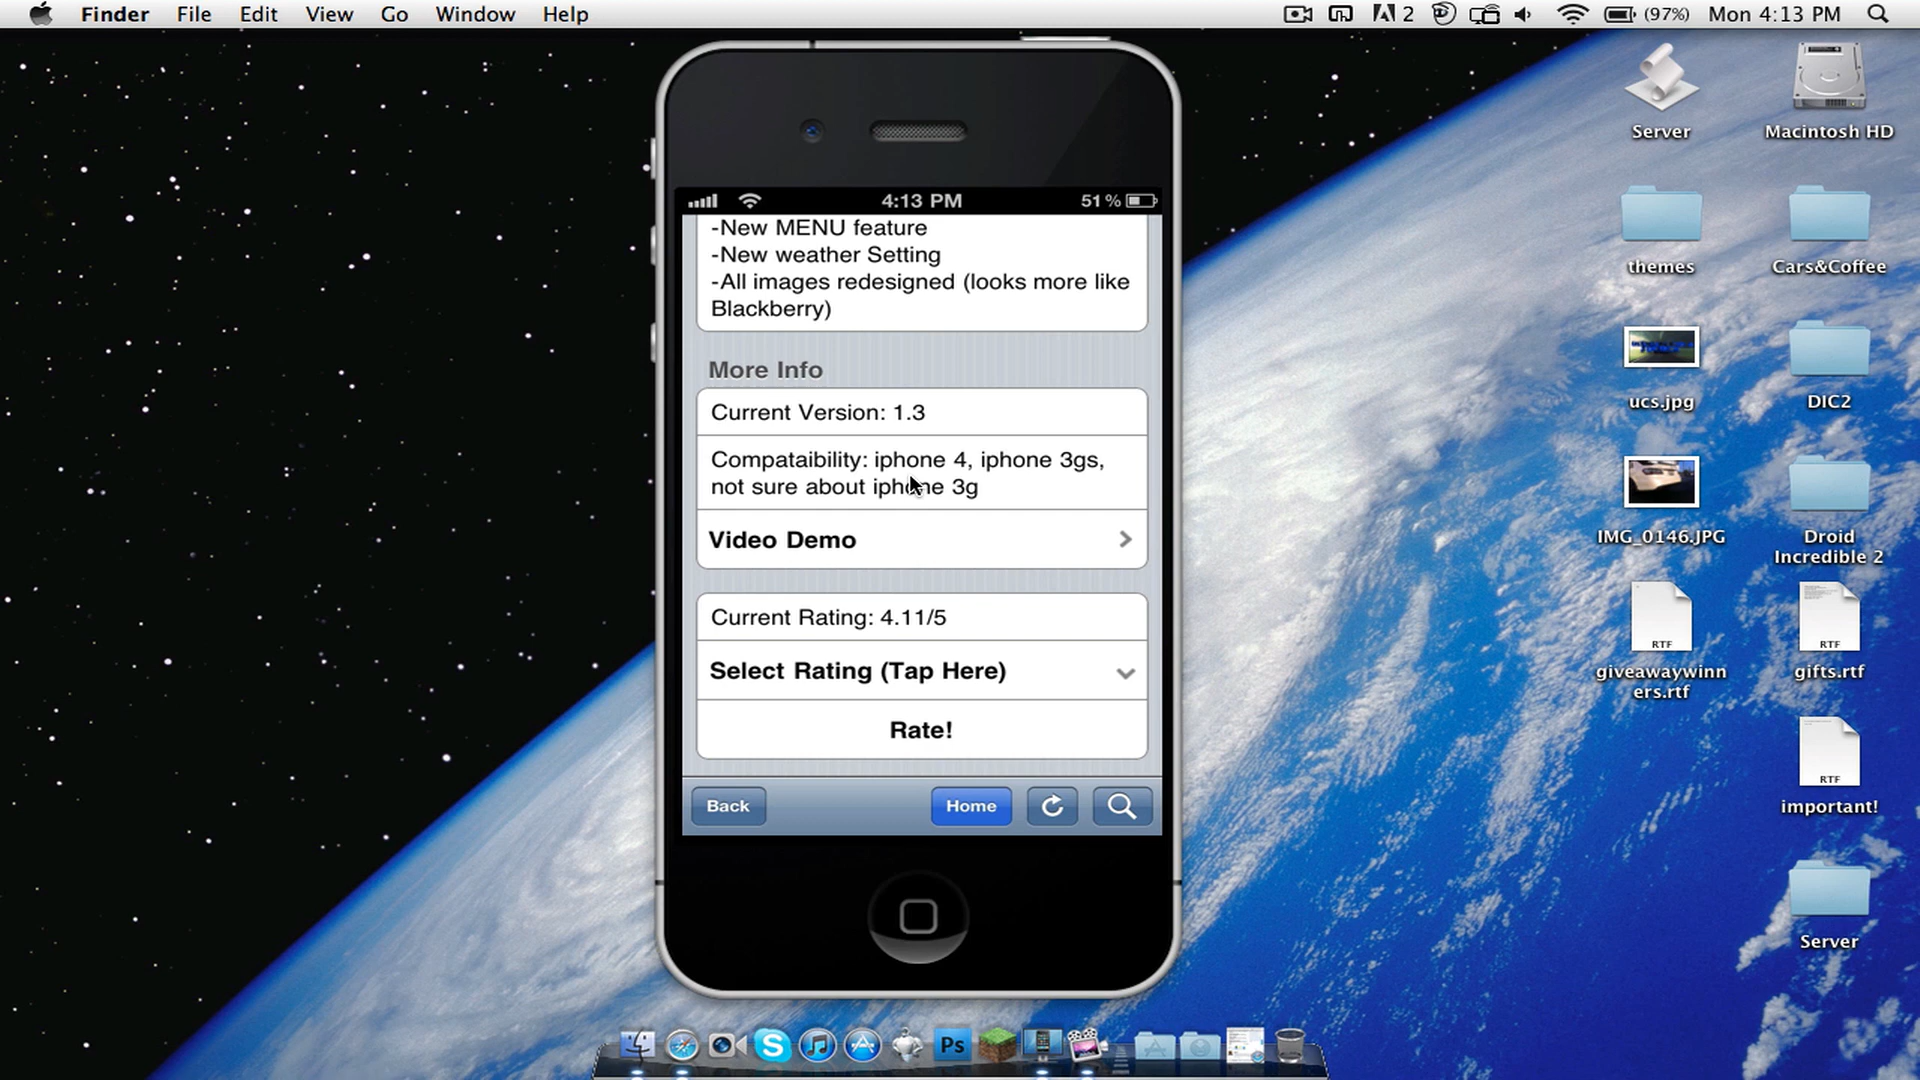 Finder File Edit View Go Window Help
2 (97%) Mon 4:13 PM
4:13 PM 51%
-New MENU feature
-New weather Setting
-All images redesigned (looks more like
Blackberry)
More Info
Current Version: 1.3
Compataibility: iphone 4, iphone 3gs,
not sure about iphone 3g
Video Demo
Current Rating: 4.11/5
Select Rating (Tap Here)
Rate!
Back Home
Server
Macintosh HD
themes
Cars&Coffee
ucs.jpg
DIC2
IMG_0146.JPG
Droid
Incredible 2
RTF
giveawaywinn
ers.rtf
RTF
gifts.rtf
RTF
important!
Server
Ps